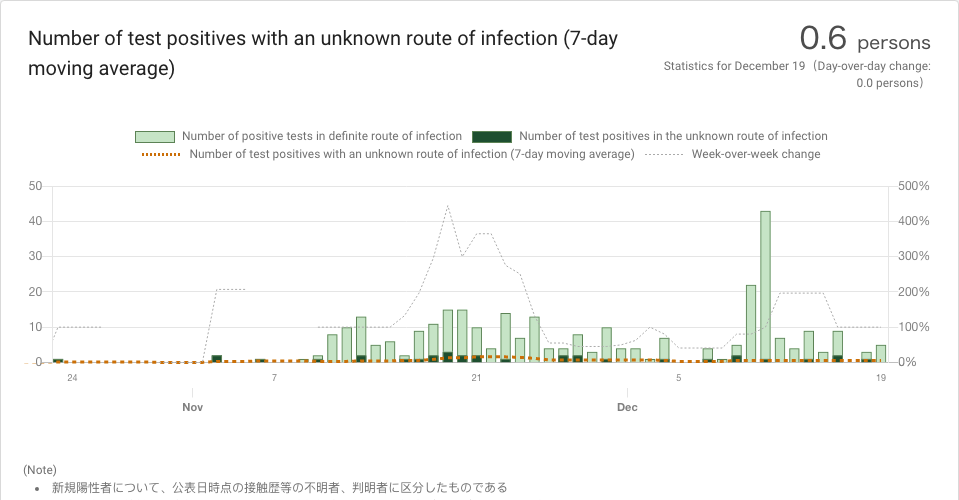 Number of test positives with an unknown route of infection (7-day
moving average)
0.6 persons
Statistics for December 19（Day-over-day change:
0.0 persons）
Number of positive tests in definite route of infection Number of test positives in the unknown route of infection
Number of test positives with an unknown route of infection (7-day moving average) Week-over-week change
50 500%
40 400%
30 300%
20 200%
10 100%
0 0%
24 7 21 5 19
Nov Dec
(Note)
• 新規陽性者について、公表日時点の接触歴等の不明者、判明者に区分したものである